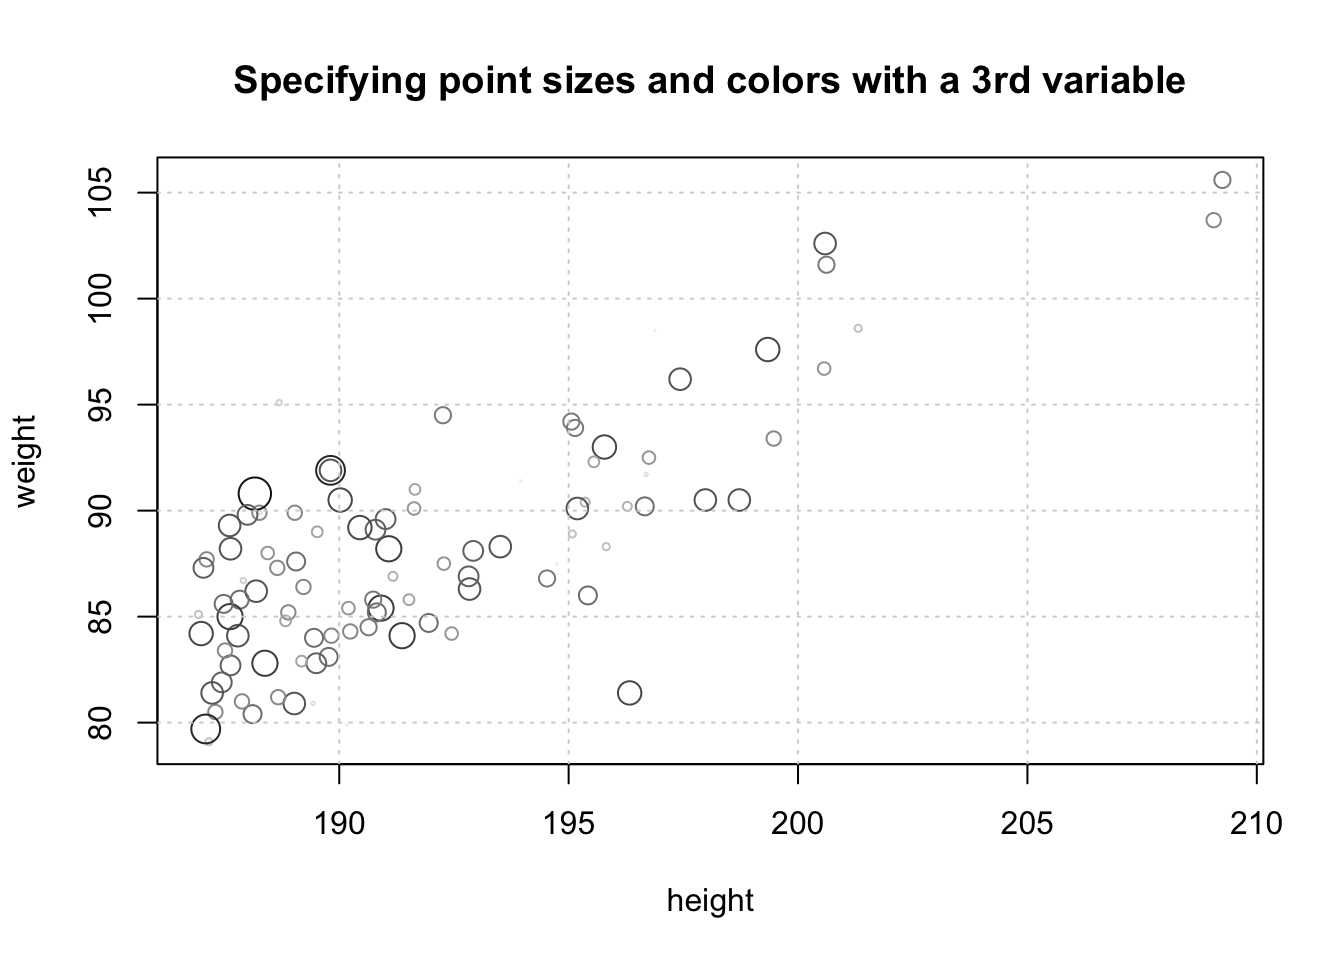 Specifying point sizes and colors with a 3rd variable
105
100
95
90
85
80
weight
190 195 200 205 210
height